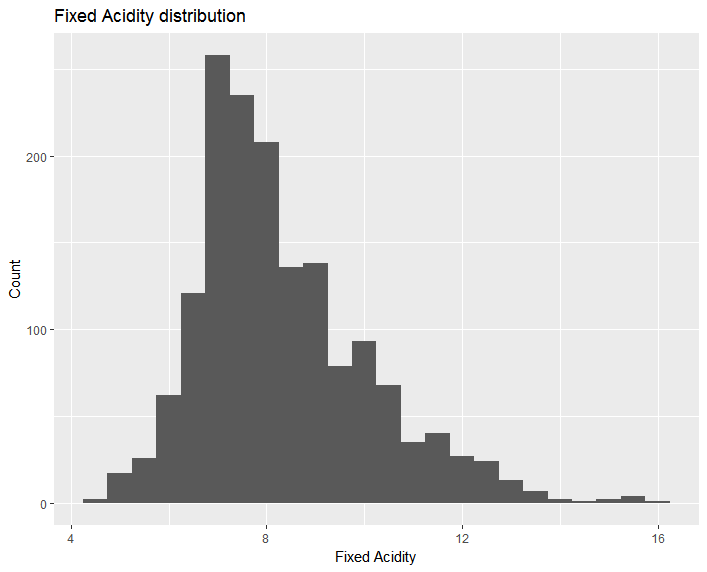 Fixed Acidity distribution
200
100
0
Count
4 8 12 16
Fixed Acidity